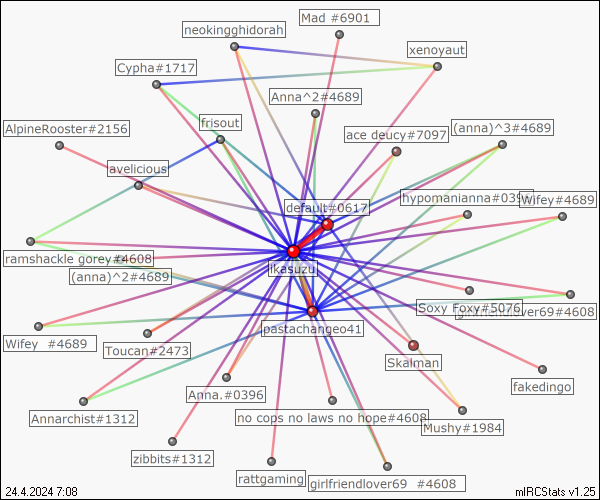 Mad #6901
neokingghidorah
xenoyaut
Cypha#1717
Anna^2#4689
frisout
AlpineRooster#2156
ace deucy#7097
(anna)^3#4689
avelicious
hypomanianna#039
Wifey#4689
default#0617
ramshackle gorey#4608
ikasuzu
(anna)^2#4689
Soxy Foxy#5076
69#4608
pastachangeo41
Wifey #4689
Toucan#2473
Skalman
fakedingo
Anna.#0396
Annarchist#1312
no cops no laws no hope#4608
Mushy#1984
zibbits#1312
rattgaming
girlfriendlover69 #4608
24.4.2024 7:08
mIRCStats v1.25